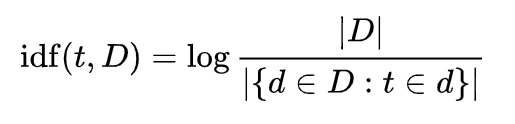 idf(t, D) = log |D| / |{d ∈ D : t ∈ d}|